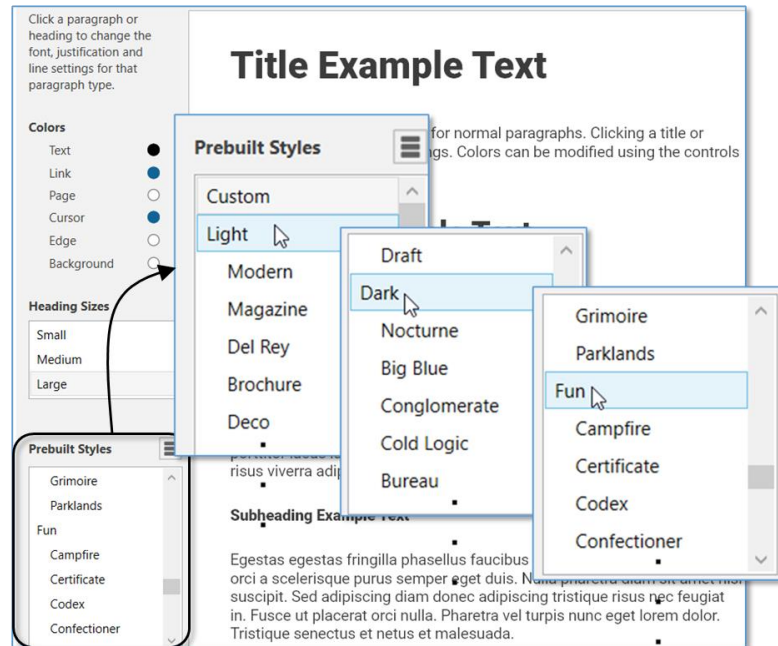 Click a paragraph or
heading to change the
font, justification and
line settings for that
paragraph type.
Colors
Text
Link
Page
Cursor
Edge
Background
Heading Sizes
Small
Medium
Large
Prebuilt Styles
Grimoire
Parklands
Fun
Campfire
Certificate
Codex
Confectioner
Title Example Text
for normal paragraphs. Clicking a title or
Colors can be modified using the controls
Prebuilt Styles
Custom
Light
Modern
Magazine
Del Rey
Brochure
Deco
Draft
Dark
Nocturne
Big Blue
Conglomerate
Cold Logic
Bureau
Grimoire
Parklands
Fun
Campfire
Certificate
Codex
Confectioner
risus viverra
Subheading Example Text
Egestas egestas fringilla phasellus faucibus
orci a scelerisque purus semper eget duis. Nulla pharetra diam sit amet nisl
suscipit. Sed adipiscing diam donec adipiscing tristique risus nec feugiat
in. Fusce ut placerat orci nulla. Pharetra vel turpis nunc eget lorem dolor.
Tristique senectus et netus et malesuada.